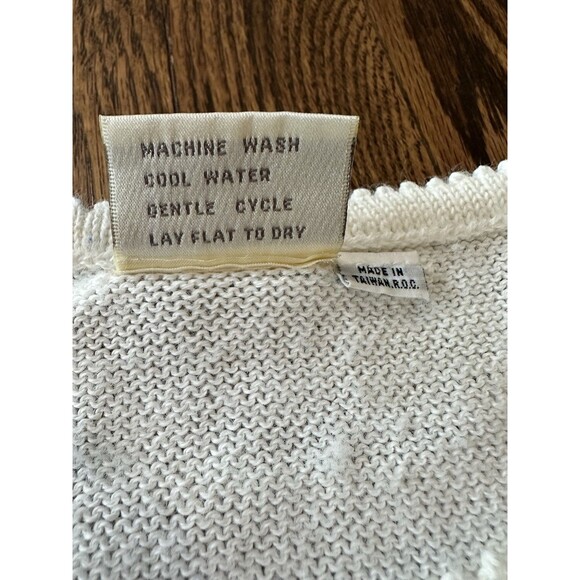 MACHINE WASH
COOL WATER
GENTLE CYCLE
LAY FLAT TO DRY
MADE IN
TAIWAN.R.O.C.